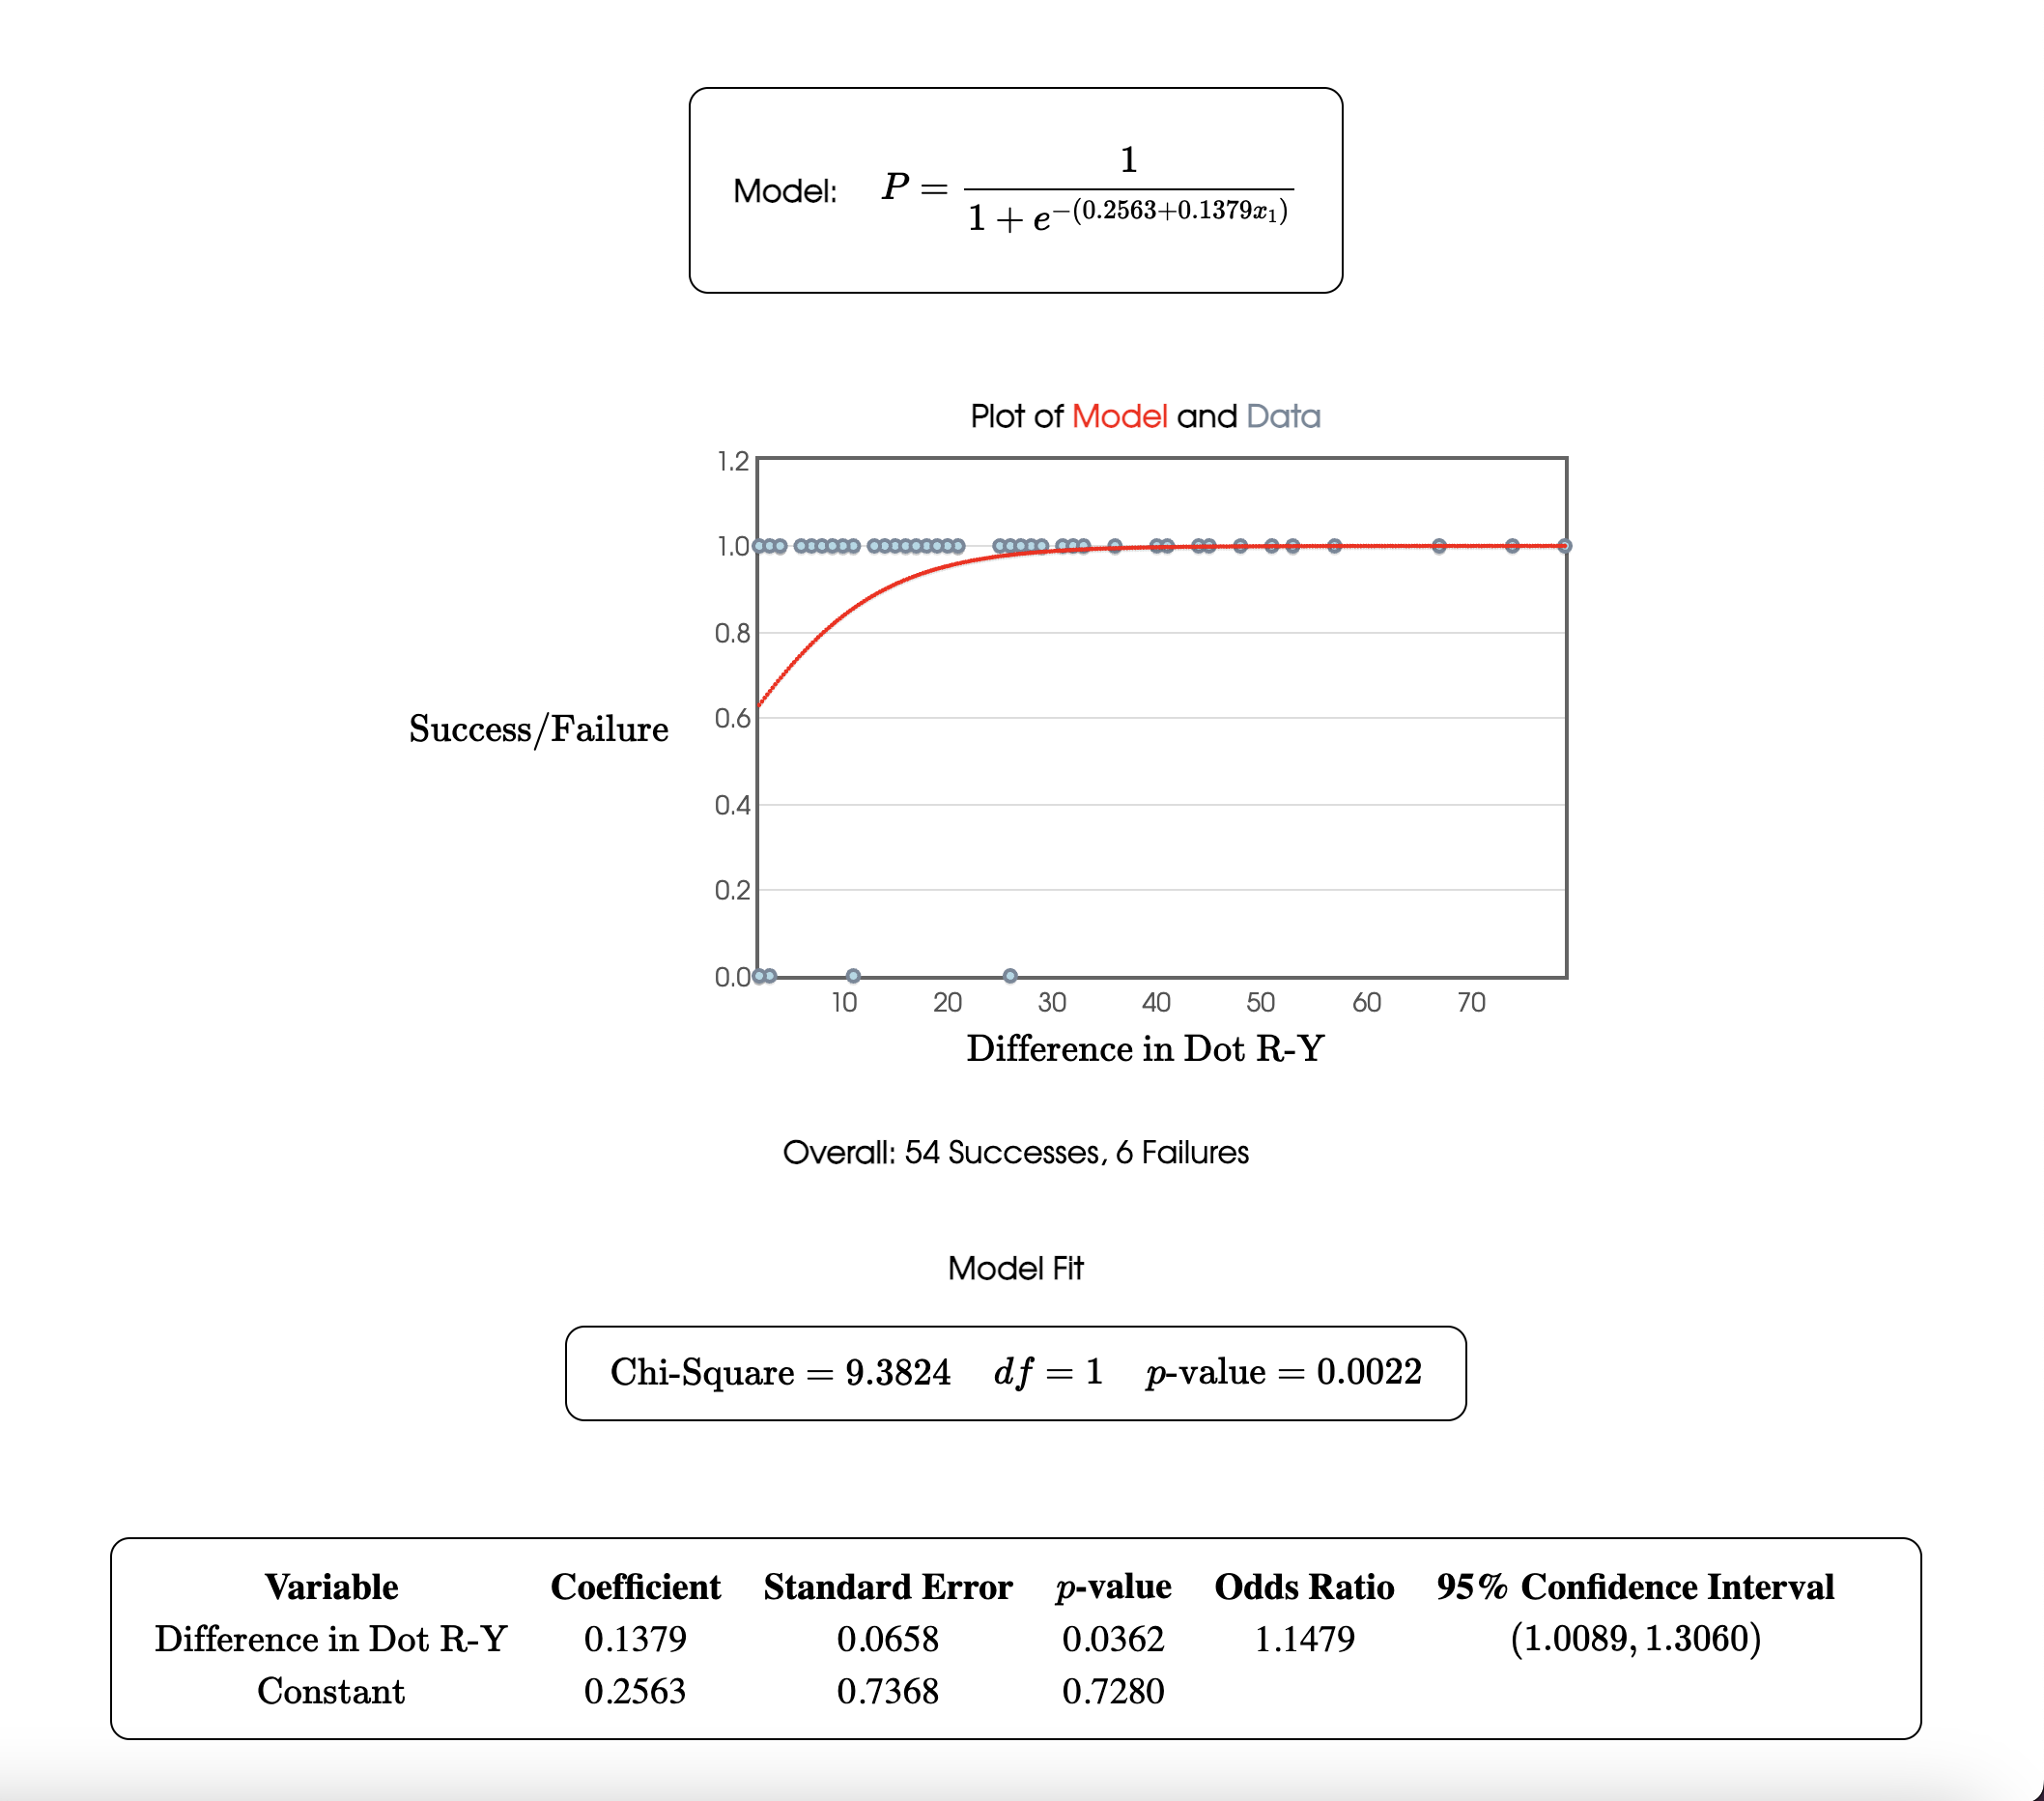 Model: P = 1 / (1 + e^−(0.2563+0.1379x₁))
Plot of Model and Data
1.2
1.0
0.8
0.6
Success/Failure
0.4
0.2
0.0
10 20 30 40 50 60 70
Difference in Dot R-Y
Overall: 54 Successes, 6 Failures
Model Fit
Chi-Square = 9.3824 df = 1 p-value = 0.0022
Variable Coefficient Standard Error p-value Odds Ratio 95% Confidence Interval
Difference in Dot R-Y 0.1379 0.0658 0.0362 1.1479 (1.0089, 1.3060)
Constant 0.2563 0.7368 0.7280